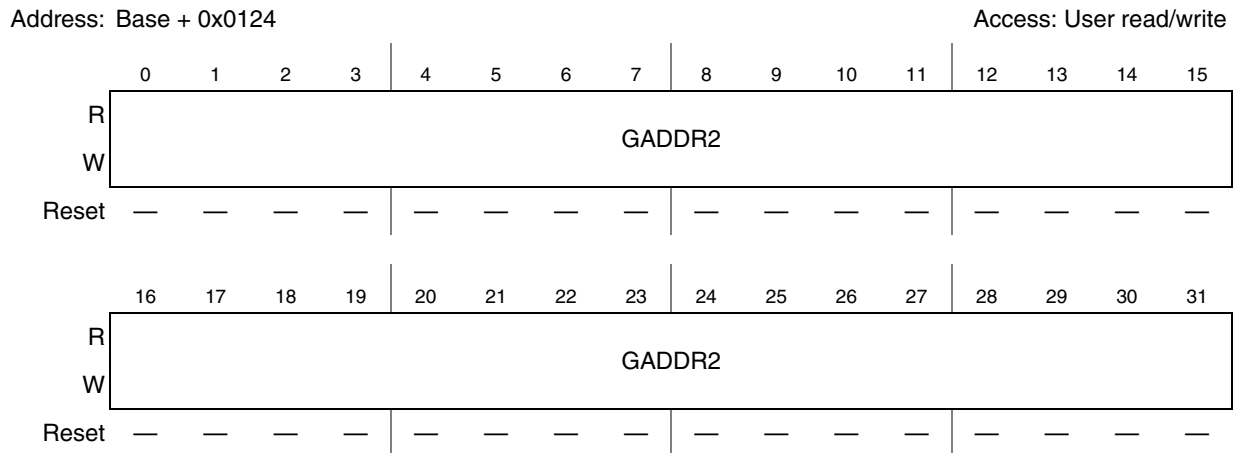 Address: Base + 0x0124 Access: User read/write
0 1 2 3 4 5 6 7 8 9 10 11 12 13 14 15
R
GADDR2
W
Reset — — — — — — — — — — — — — — — —
16 17 18 19 20 21 22 23 24 25 26 27 28 29 30 31
R
GADDR2
W
Reset — — — — — — — — — — — — — — — —